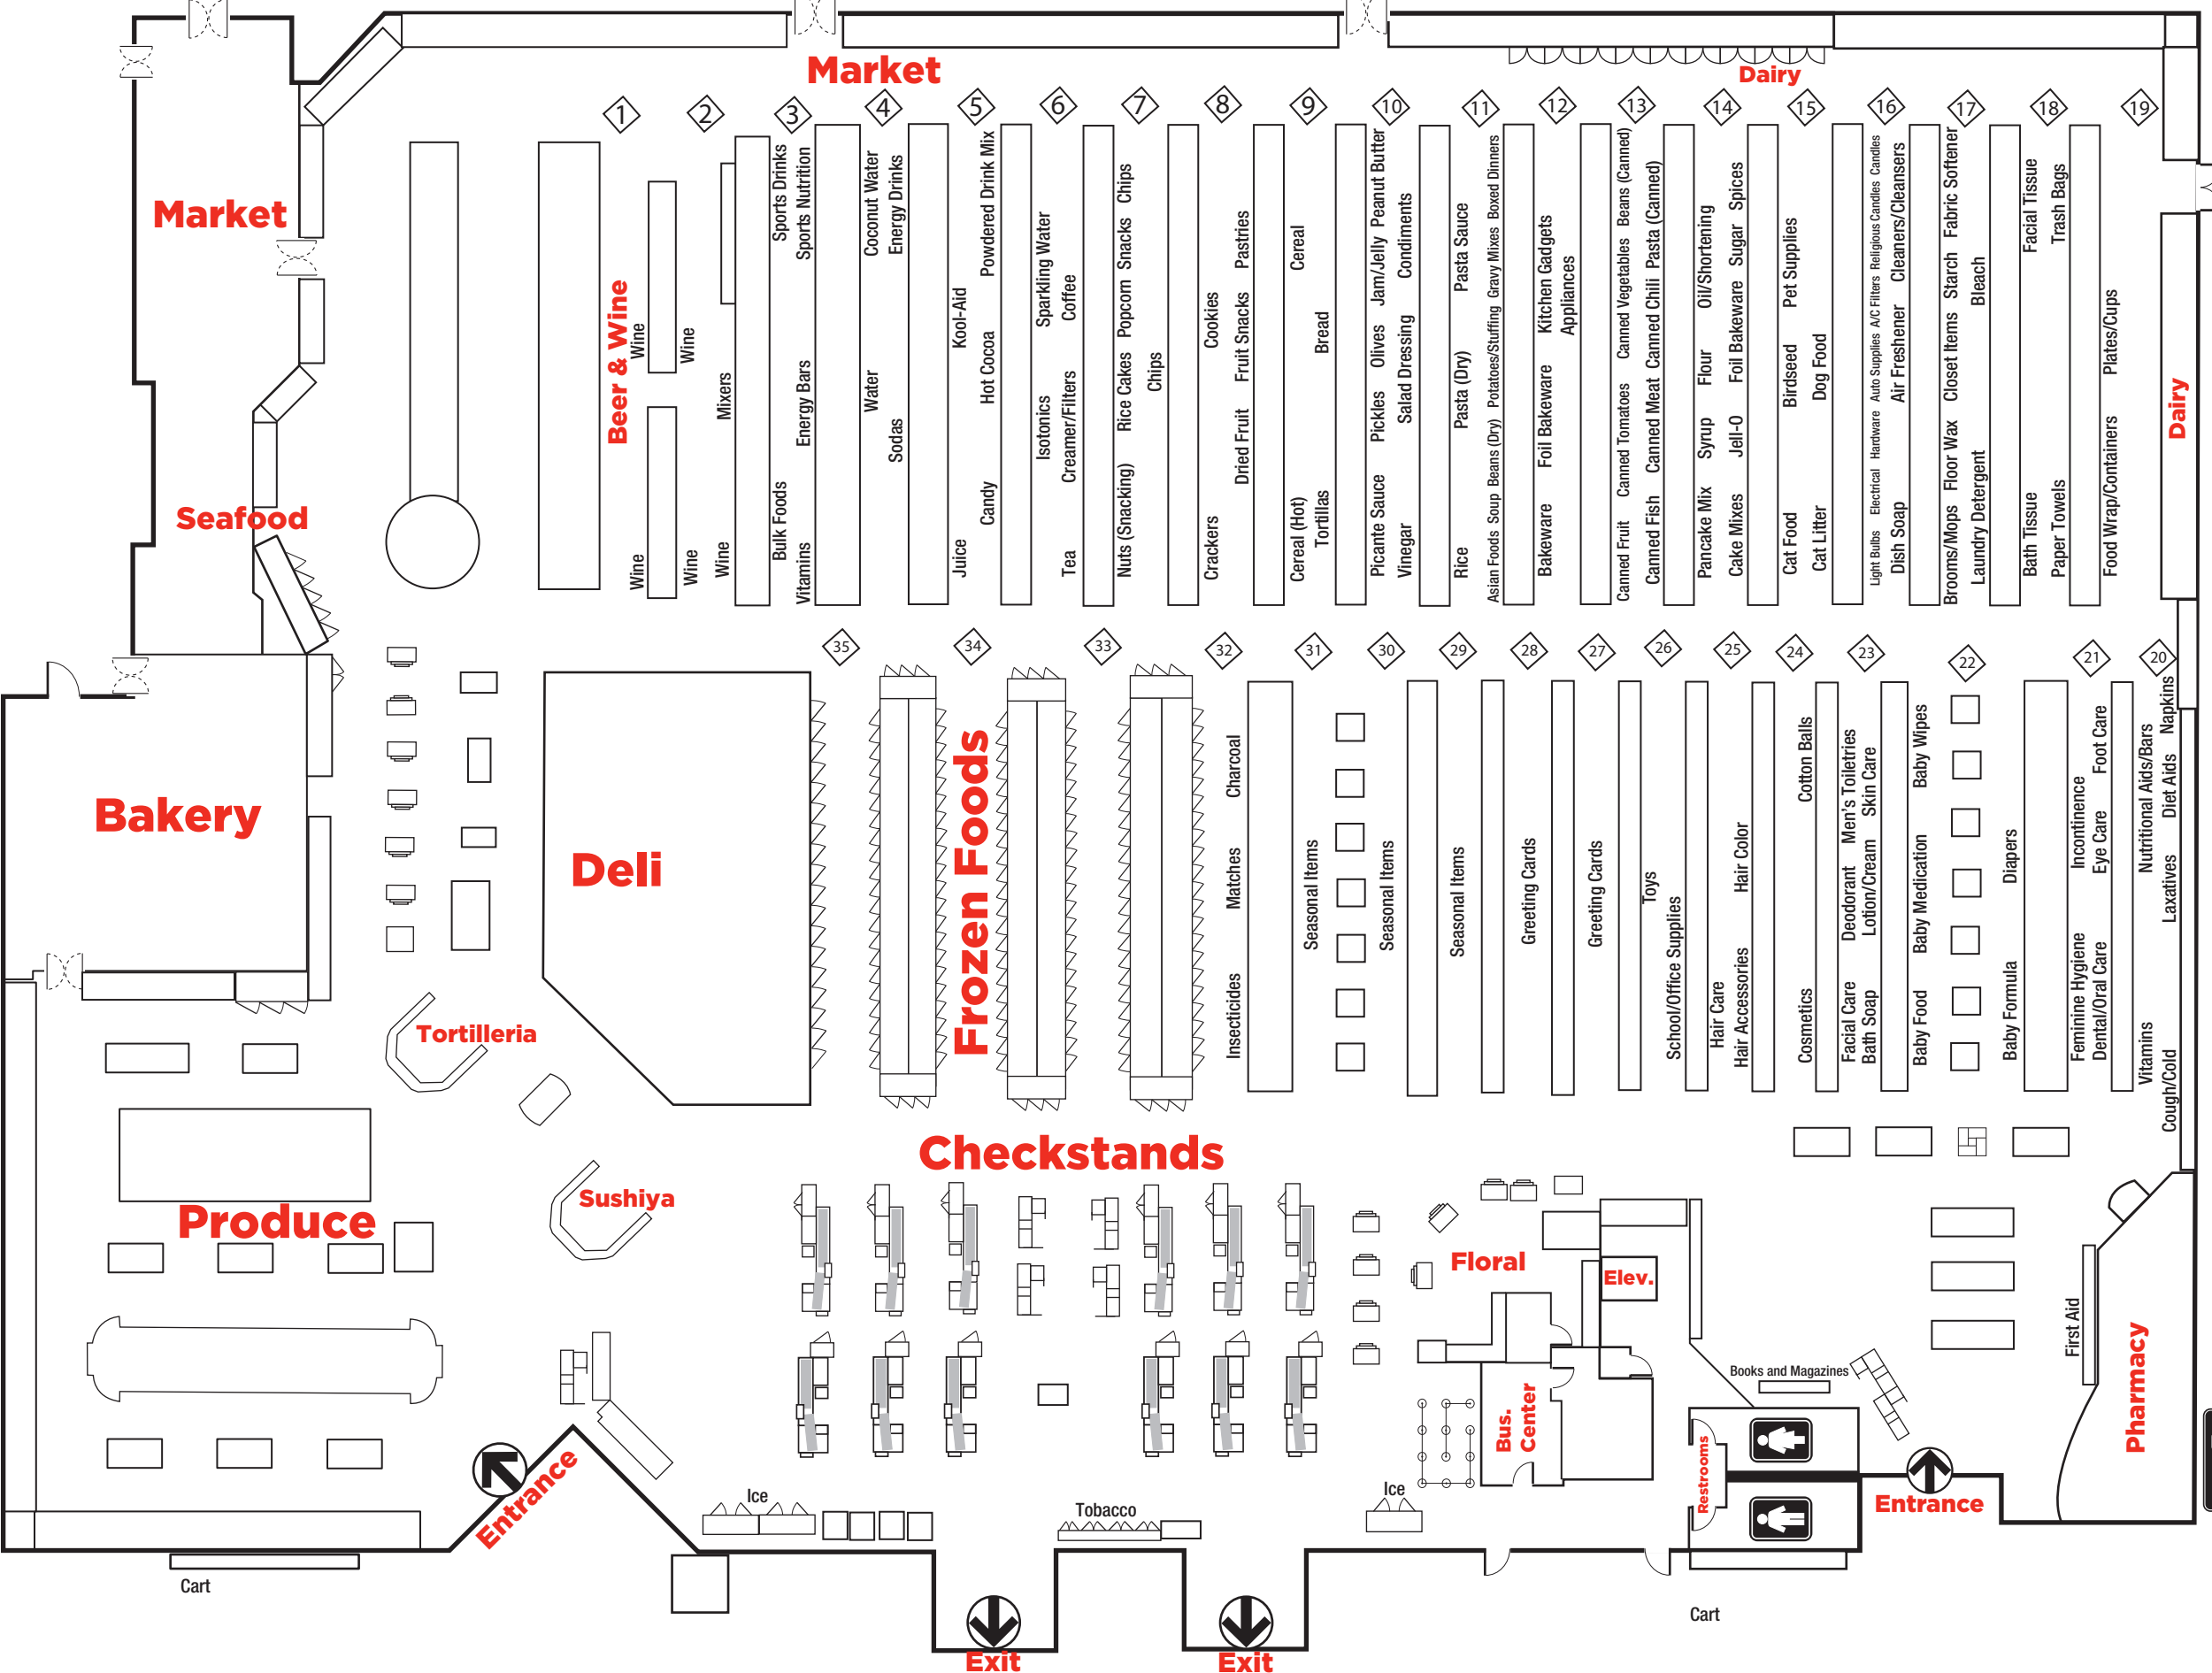 Market
Dairy
1
2
3
4
5
6
7
8
9
10
11
12
13
14
15
16
17
18
19
Market
Seafood
Beer & Wine
Wine
Wine
Wine
Wine
Mixers
Wine
Sports Drinks
Bulk Foods
Sports Nutrition
Energy Bars
Vitamins
Coconut Water
Water
Energy Drinks
Sodas
Kool-Aid
Juice
Powdered Drink Mix
Hot Cocoa
Candy
Sparkling Water
Isotonics
Coffee
Creamer/Filters
Tea
Chips
Snacks
Popcorn
Rice Cakes
Nuts (Snacking)
Chips
Cookies
Crackers
Pastries
Fruit Snacks
Dried Fruit
Cereal
Cereal (Hot)
Bread
Tortillas
Peanut Butter
Jam/Jelly
Olives
Pickles
Picante Sauce
Condiments
Salad Dressing
Vinegar
Pasta Sauce
Pasta (Dry)
Rice
Boxed Dinners
Gravy Mixes
Potatoes/Stuffing
Beans (Dry)
Soup
Asian Foods
Kitchen Gadgets
Foil Bakeware
Bakeware
Appliances
Beans (Canned)
Canned Vegetables
Canned Tomatoes
Canned Fruit
Pasta (Canned)
Canned Chili
Canned Meat
Canned Fish
Oil/Shortening
Flour
Syrup
Pancake Mix
Spices
Sugar
Foil Bakeware
Jell-O
Cake Mixes
Pet Supplies
Birdseed
Cat Food
Dog Food
Cat Litter
Religious Candles
Candles
A/C Filters
Auto Supplies
Hardware
Electrical
Light Bulbs
Cleaners/Cleansers
Air Freshener
Dish Soap
Fabric Softener
Starch
Closet Items
Floor Wax
Brooms/Mops
Bleach
Laundry Detergent
Facial Tissue
Bath Tissue
Trash Bags
Paper Towels
Plates/Cups
Food Wrap/Containers
Dairy
35
34
33
32
31
30
29
28
27
26
25
24
23
22
21
20
Bakery
Deli
Frozen Foods
Charcoal
Matches
Insecticides
Seasonal Items
Seasonal Items
Seasonal Items
Greeting Cards
Greeting Cards
Toys
School/Office Supplies
Hair Care
Hair Color
Hair Accessories
Cotton Balls
Cosmetics
Men's Toiletries
Deodorant
Facial Care
Skin Care
Lotion/Cream
Bath Soap
Baby Wipes
Baby Medication
Baby Food
Diapers
Baby Formula
Incontinence
Feminine Hygiene
Foot Care
Eye Care
Dental/Oral Care
Nutritional Aids/Bars
Vitamins
Napkins
Diet Aids
Laxatives
Cough/Cold
Tortilleria
Checkstands
Sushiya
Produce
Floral
Elev.
First Aid
Pharmacy
Books and Magazines
Bus.
Center
Restrooms
Entrance
Ice
Tobacco
Ice
Entrance
Cart
Cart
Exit
Exit